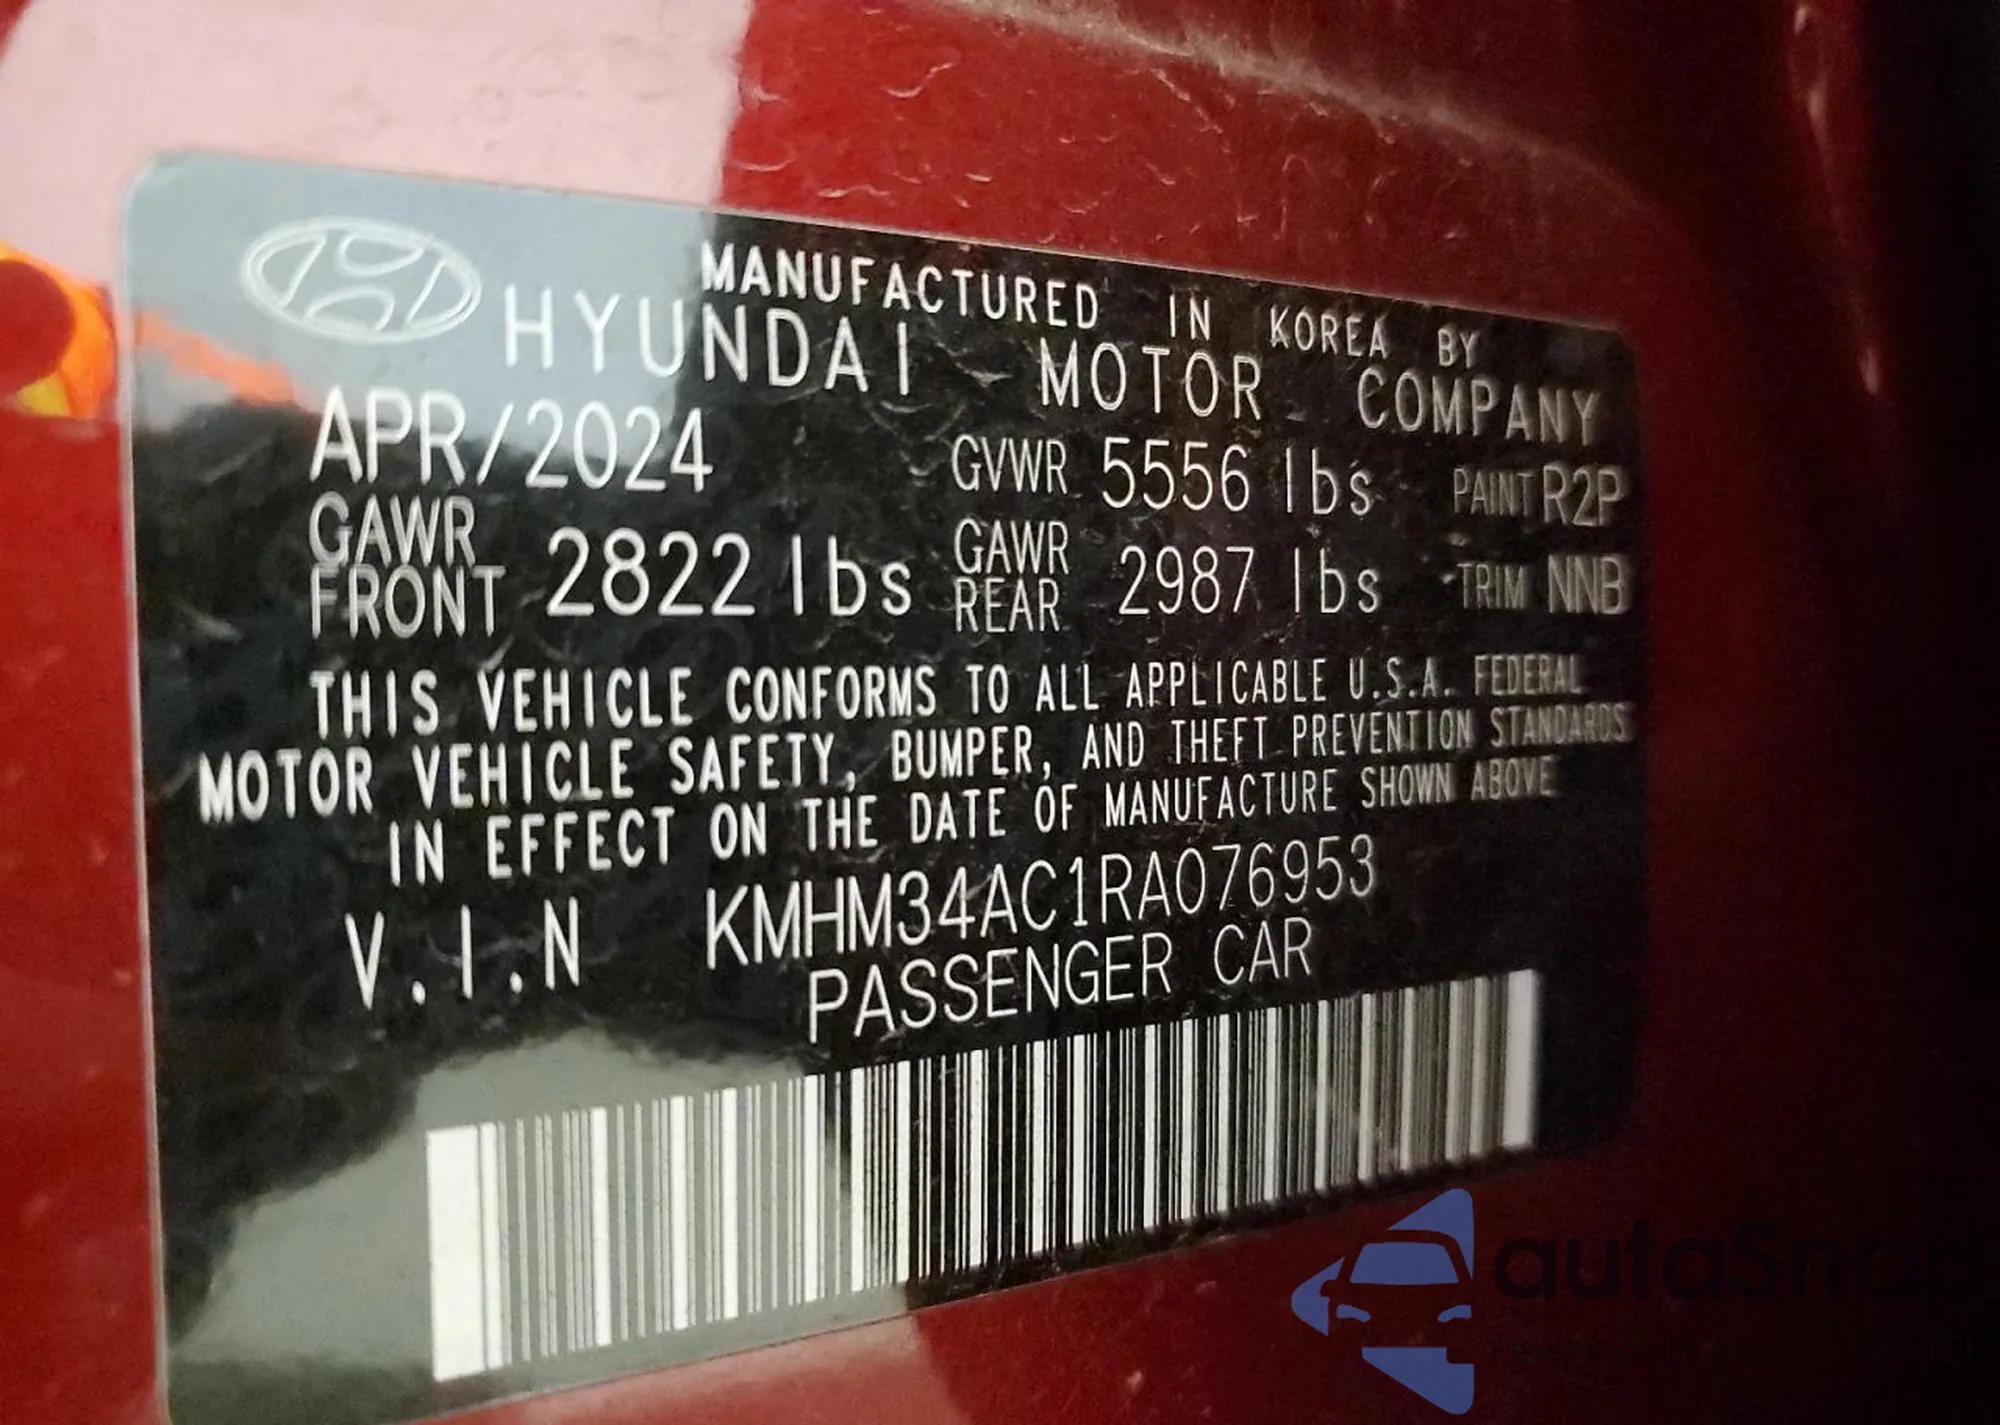 MANUFACTURED IN KOREA BY
HYUNDAI MOTOR COMPANY
APR/2024 GVWR 5556 lbs PAINT R2P
GAWR FRONT 2822 lbs GAWR REAR 2987 lbs TRIM NNB
THIS VEHICLE CONFORMS TO ALL APPLICABLE U.S.A. FEDERAL
MOTOR VEHICLE SAFETY, BUMPER, AND THEFT PREVENTION STANDARDS
IN EFFECT ON THE DATE OF MANUFACTURE SHOWN ABOVE
V.I.N KMHM34AC1RA076953
PASSENGER CAR
autaSnap